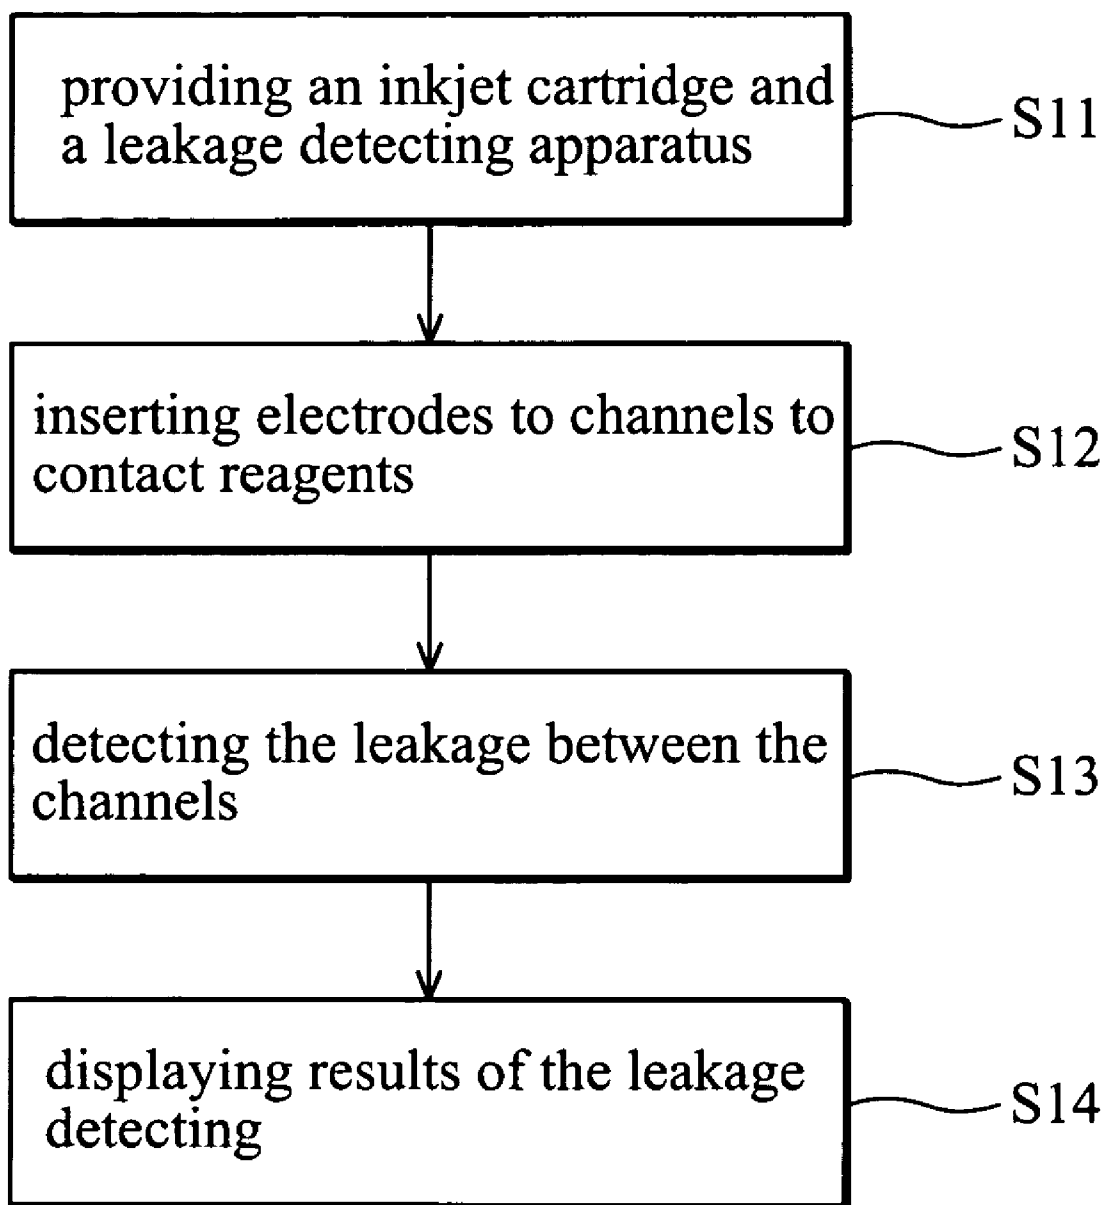 providing an inkjet cartridge and
a leakage detecting apparatus
S11
inserting electrodes to channels to
contact reagents
S12
detecting the leakage between the
channels
S13
displaying results of the leakage
detecting
S14